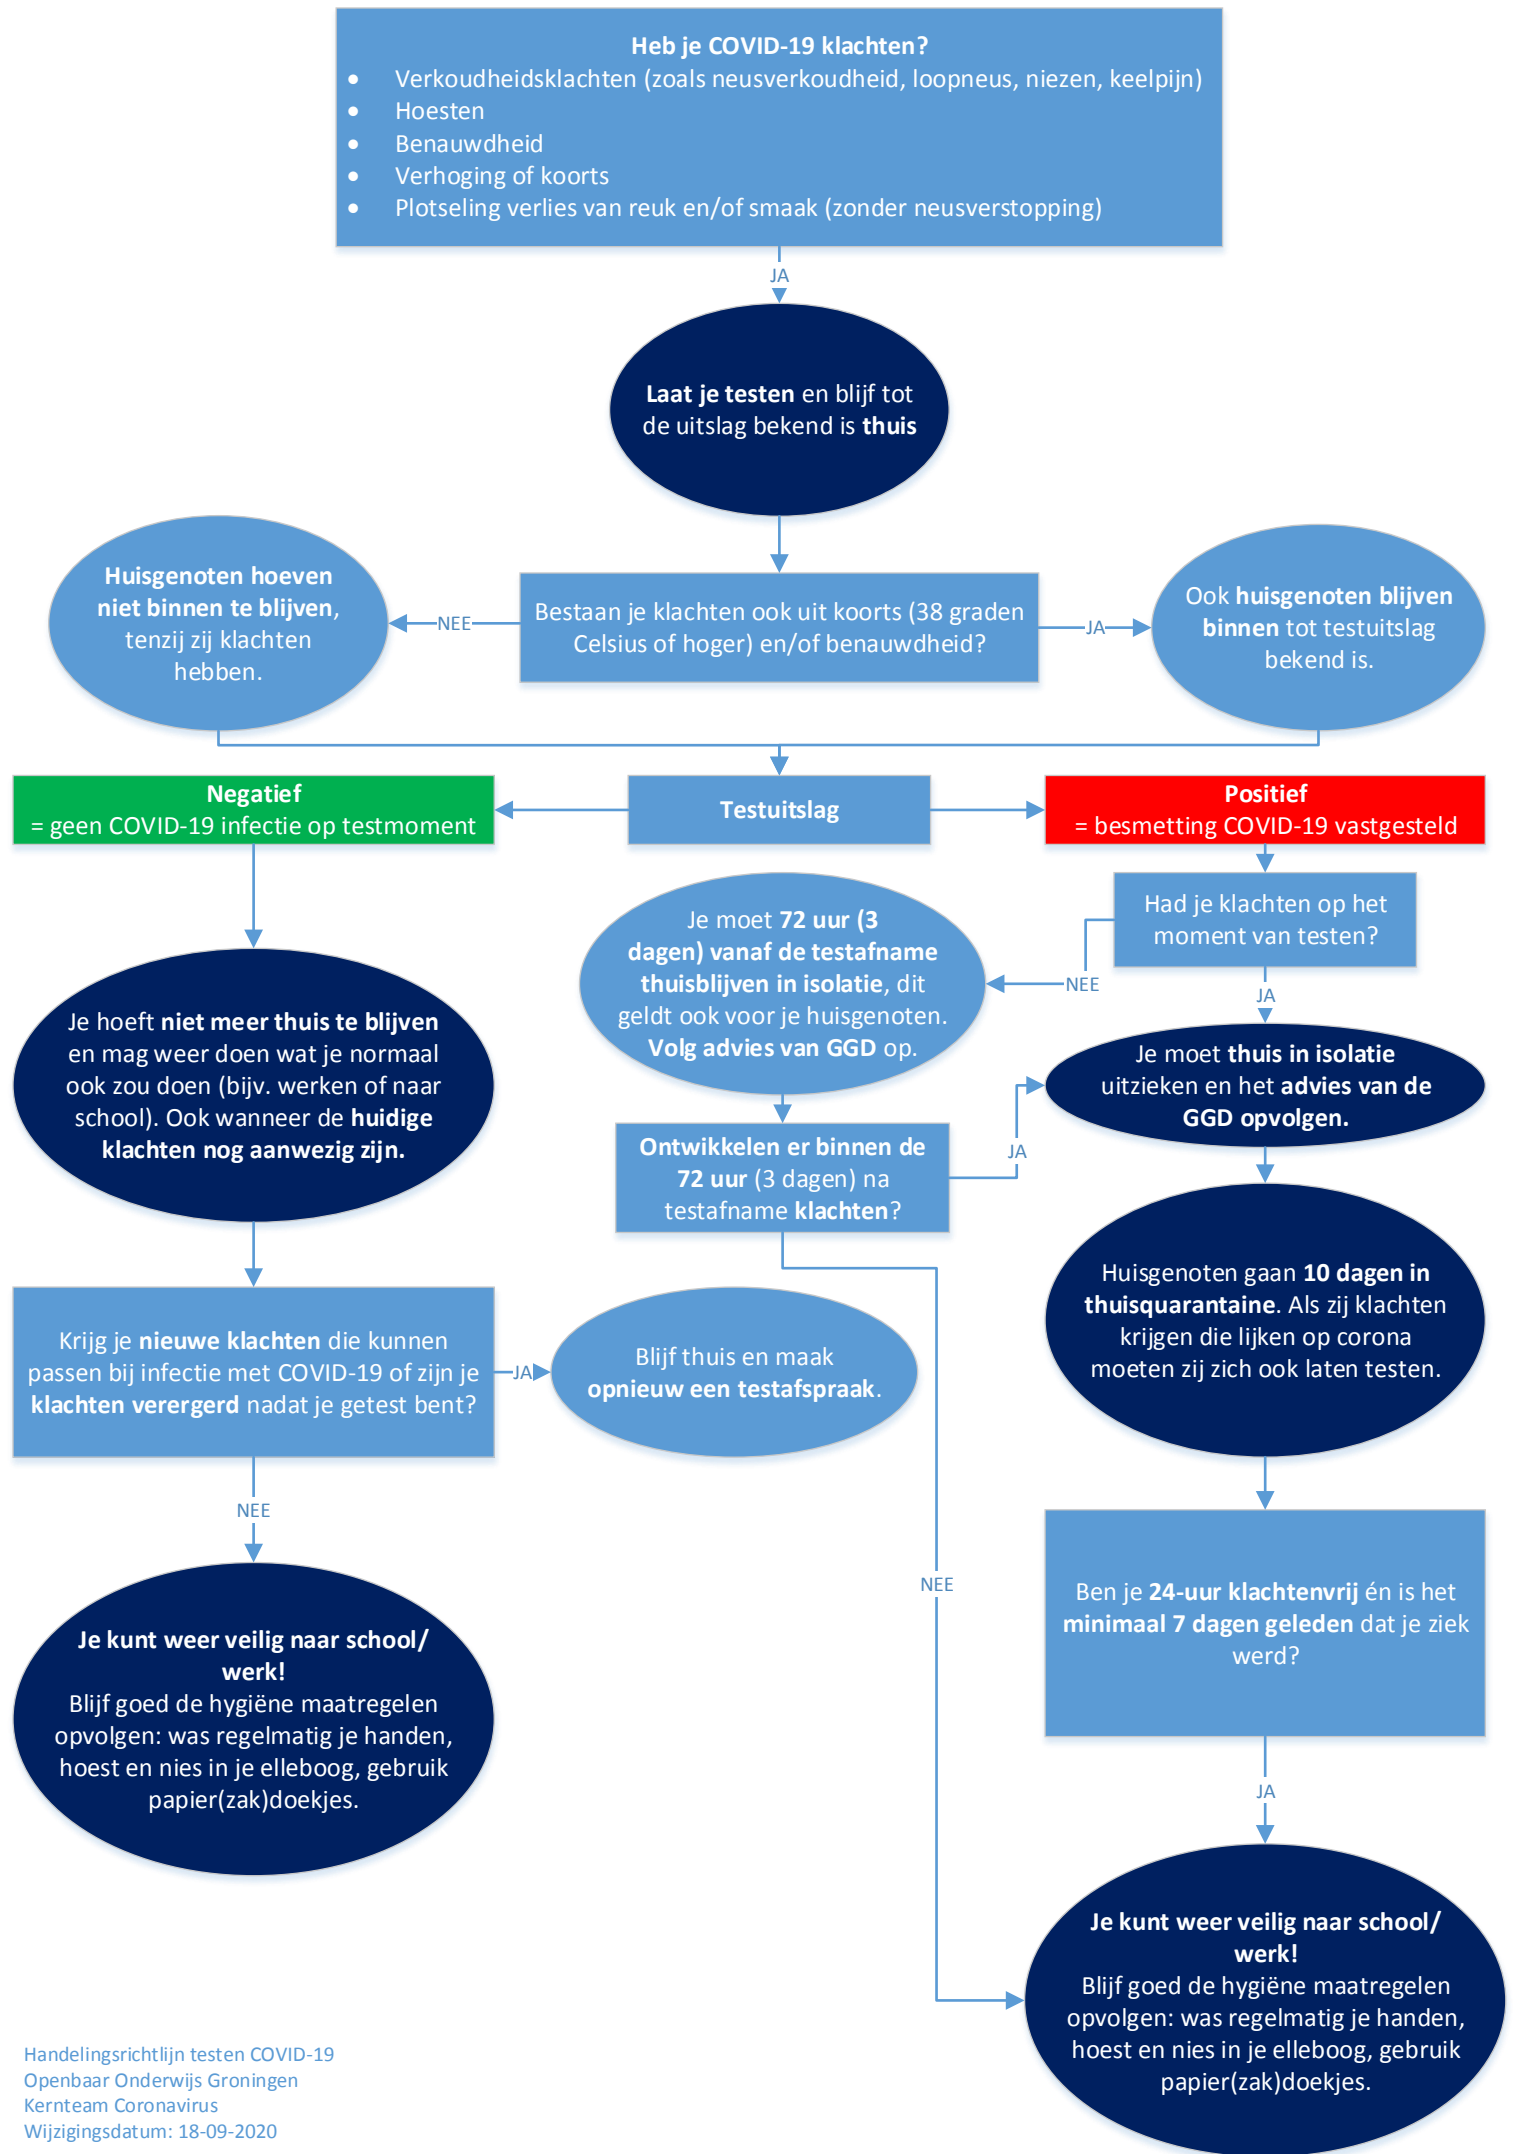 Heb je COVID-19 klachten?
• Verkoudheidsklachten (zoals neusverkoudheid, loopneus, niezen, keelpijn)
• Hoesten
• Benauwdheid
• Verhoging of koorts
• Plotseling verlies van reuk en/of smaak (zonder neusverstopping)
JA
Laat je testen en blijf tot
de uitslag bekend is thuis
Huisgenoten hoeven
niet binnen te blijven,
tenzij zij klachten
hebben.
NEE
Bestaan je klachten ook uit koorts (38 graden
Celsius of hoger) en/of benauwdheid?
JA
Ook huisgenoten blijven
binnen tot testuitslag
bekend is.
Negatief
= geen COVID-19 infectie op testmoment
Testuitslag
Positief
= besmetting COVID-19 vastgesteld
Had je klachten op het
moment van testen?
NEE
JA
Je moet 72 uur (3
dagen) vanaf de testafname
thuisblijven in isolatie, dit
geldt ook voor je huisgenoten.
Volg advies van GGD op.
Je hoeft niet meer thuis te blijven
en mag weer doen wat je normaal
ook zou doen (bijv. werken of naar
school). Ook wanneer de huidige
klachten nog aanwezig zijn.
Je moet thuis in isolatie
uitzieken en het advies van de
GGD opvolgen.
Ontwikkelen er binnen de
72 uur (3 dagen) na
testafname klachten?
JA
Huisgenoten gaan 10 dagen in
thuisquarantaine. Als zij klachten
krijgen die lijken op corona
moeten zij zich ook laten testen.
Krijg je nieuwe klachten die kunnen
passen bij infectie met COVID-19 of zijn je
klachten verergerd nadat je getest bent?
JA
Blijf thuis en maak
opnieuw een testafspraak.
NEE
NEE
Ben je 24-uur klachtenvrij én is het
minimaal 7 dagen geleden dat je ziek
werd?
Je kunt weer veilig naar school/
werk!
Blijf goed de hygiëne maatregelen
opvolgen: was regelmatig je handen,
hoest en nies in je elleboog, gebruik
papier(zak)doekjes.
JA
Je kunt weer veilig naar school/
werk!
Blijf goed de hygiëne maatregelen
opvolgen: was regelmatig je handen,
hoest en nies in je elleboog, gebruik
papier(zak)doekjes.
Handelingsrichtlijn testen COVID-19
Openbaar Onderwijs Groningen
Kernteam Coronavirus
Wijzigingsdatum: 18-09-2020